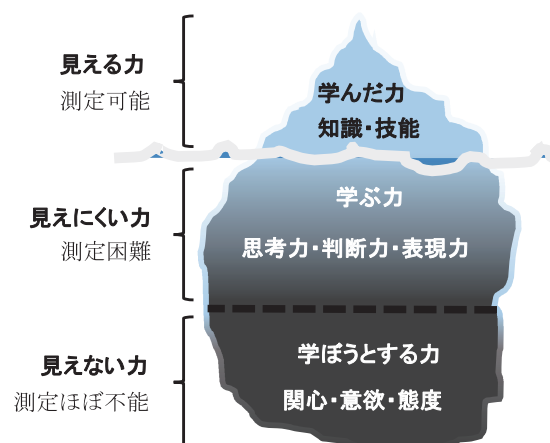 見える力
測定可能
学んだ力
知識・技能
見えにくい力
測定困難
学ぶ力
思考力・判断力・表現力
見えない力
測定ほぼ不能
学ぼうとする力
関心・意欲・態度